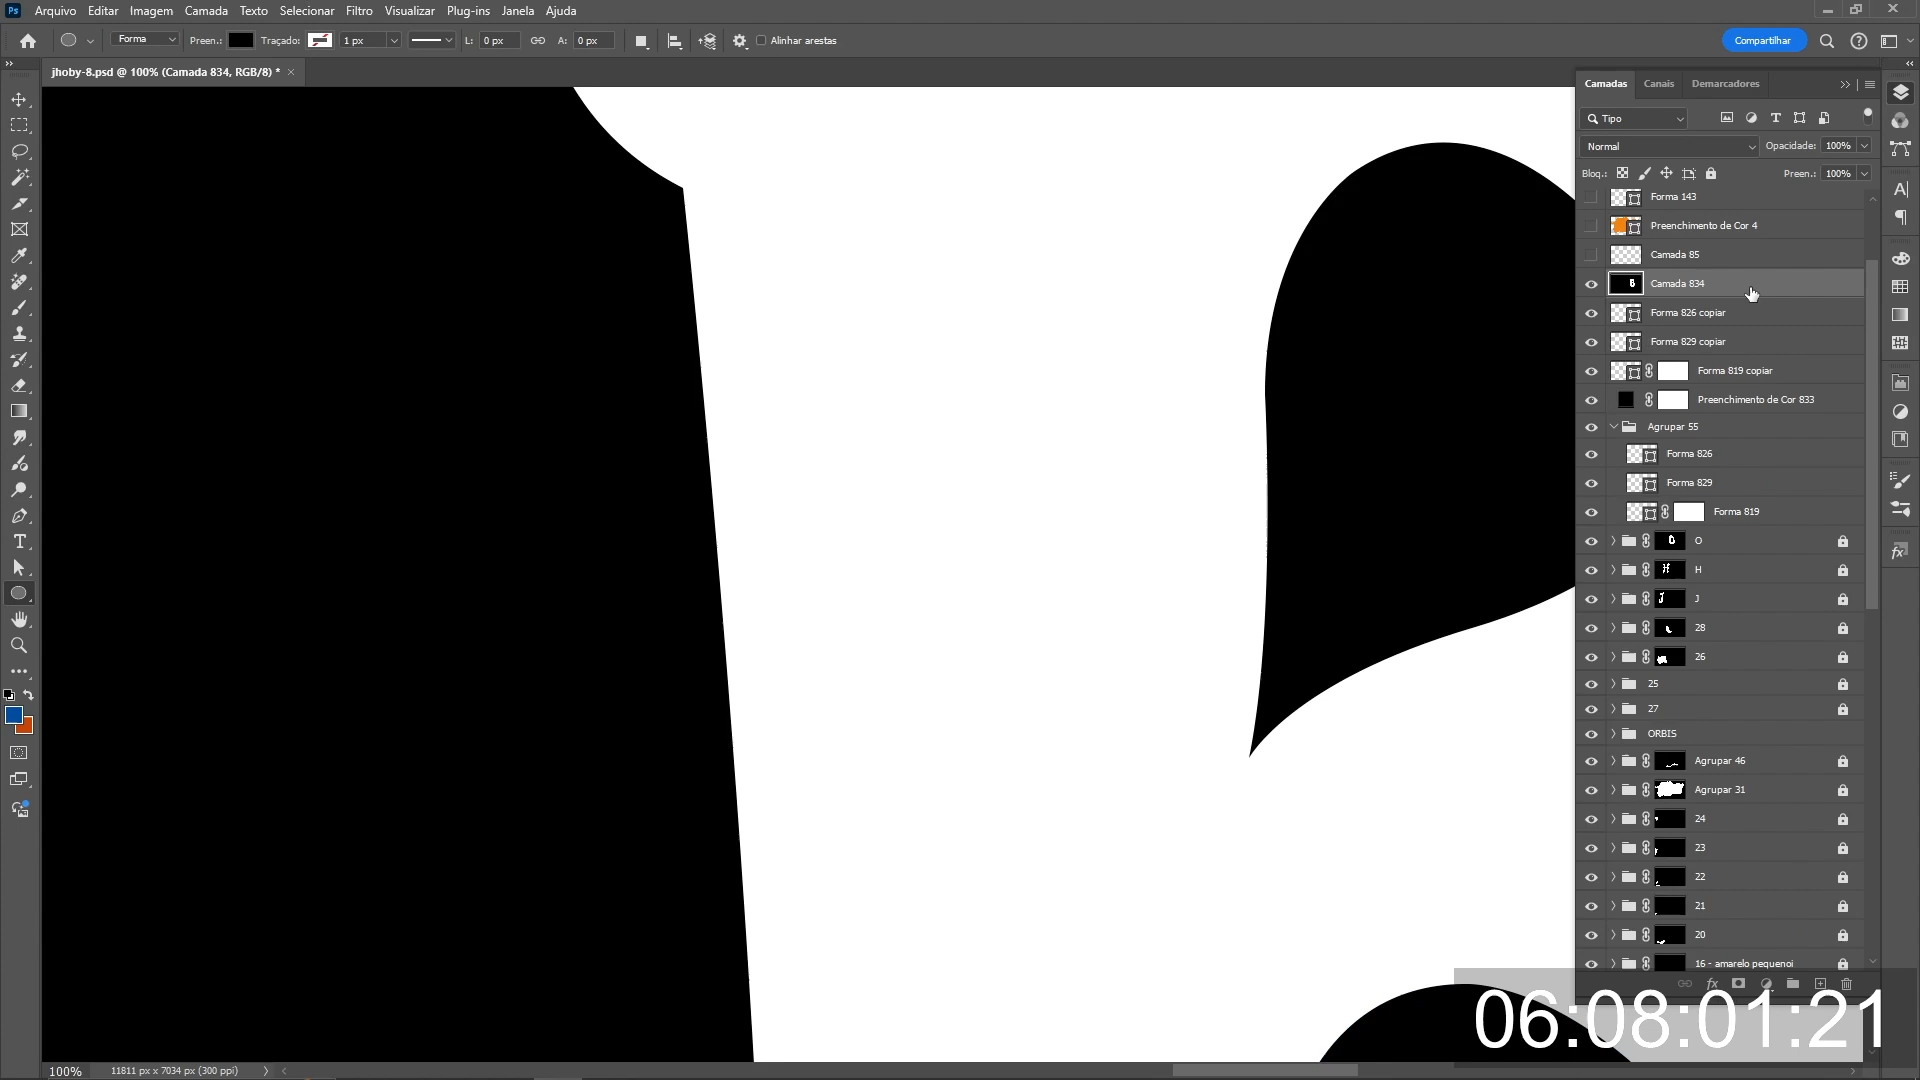 Ps Arquivo Editar Imagem Camada Texto Selecionar Filtro Visualizar Plug-ins Janela Ajuda
Forma Preen.: Traçado: 1 px L: 0 px A: 0 px Alinhar arestas Compartilhar
jhoby-8.psd @ 100% (Camada 834, RGB/8) *
Camadas Canais Demarcadores
Tipo
Normal Opacidade: 100%
Bloq.: Preen.: 100%
Forma 143
Preenchimento de Cor 4
Camada 85
Camada 834
Forma 826 copiar
Forma 829 copiar
Forma 819 copiar
Preenchimento de Cor 833
Agrupar 55
Forma 826
Forma 829
Forma 819
O
H
J
28
26
25
27
ORBIS
Agrupar 46
Agrupar 31
24
23
22
21
20
16 - amarelo pequenoi
06:08:01:21
100% 11811 px x 7034 px (300 ppi)